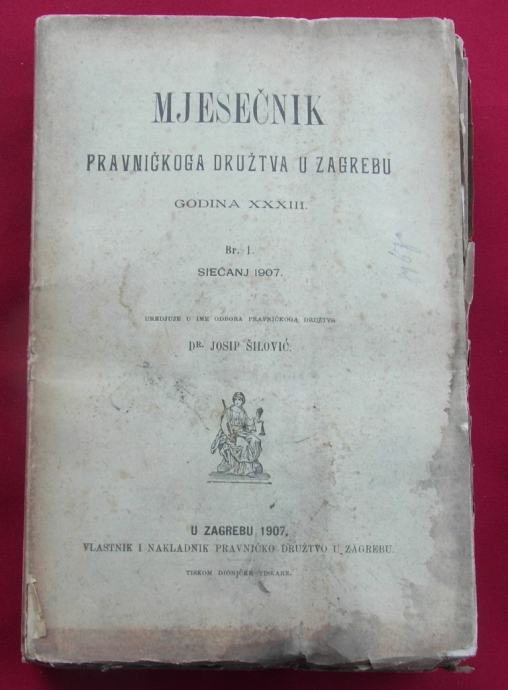 MJESEČNIK
PRAVNIČKOGA DRUŽTVA U ZAGREBU
GODINA XXXIII.
Br. 1.
SIEČANJ 1907.
UREDJUJE U IME ODBORA PRAVNIČKOGA DRUŽTVA
DR. JOSIP ŠILOVIĆ.
U ZAGREBU 1907.
VLASTNIK I NAKLADNIK PRAVNIČKO DRUŽTVO U ZAGREBU.
TISKOM DIONIČKE TISKARE.